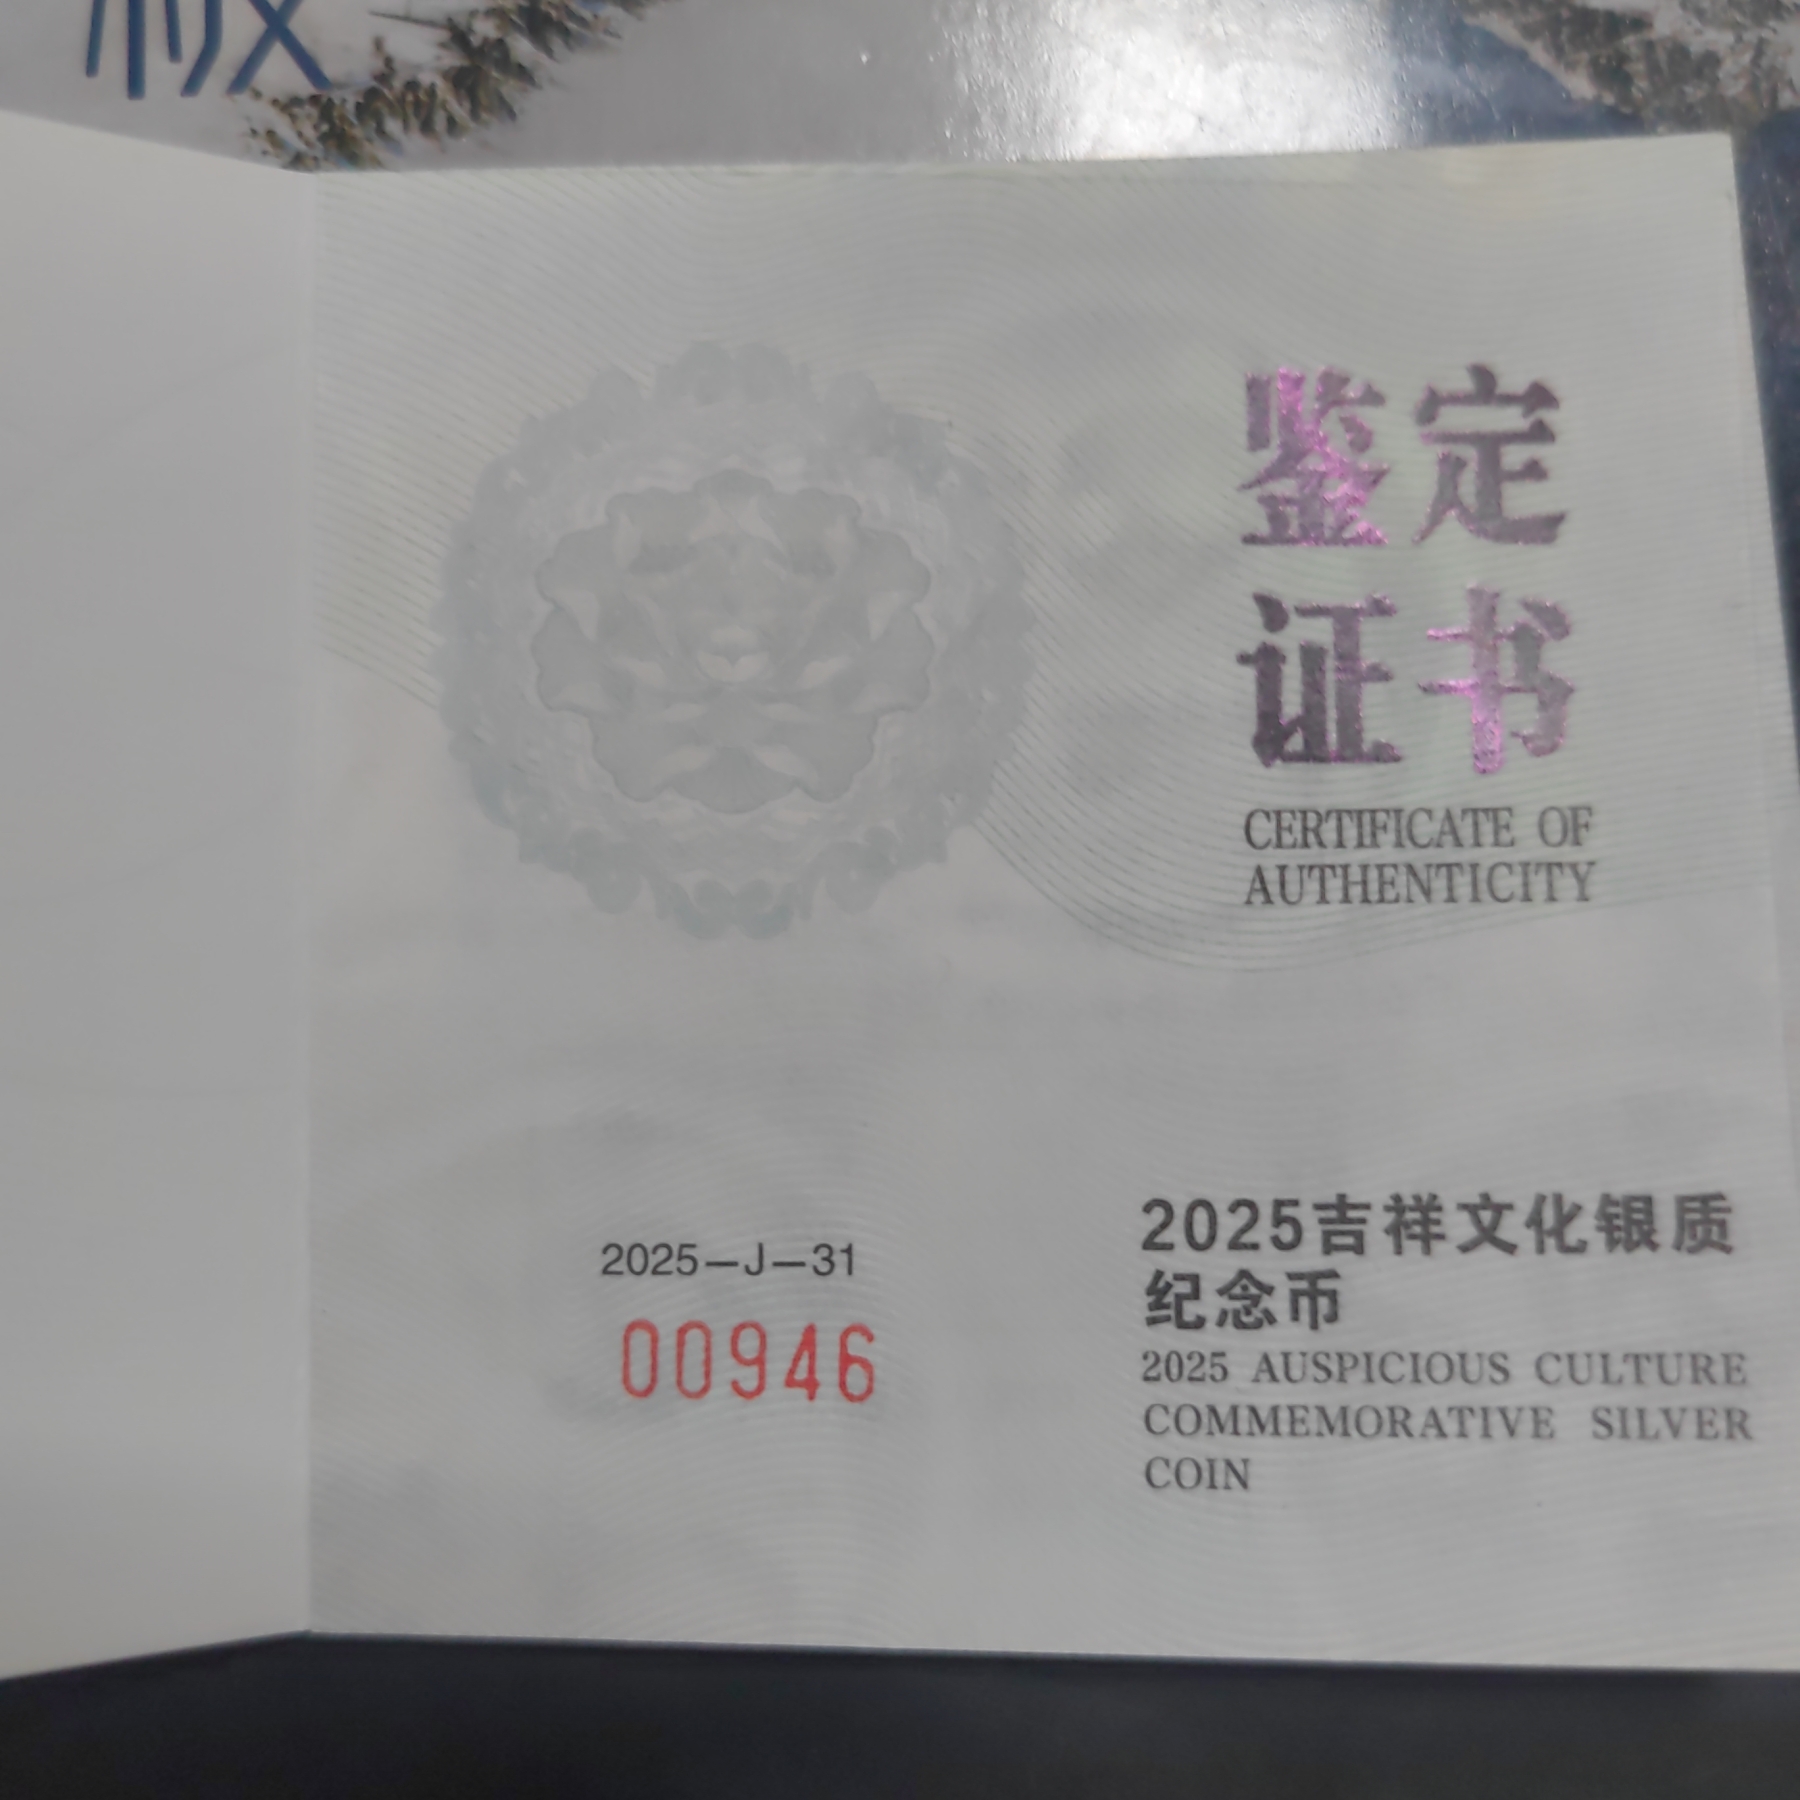 鉴定
证书
CERTIFICATE OF
AUTHENTICITY
2025—J—31
00946
2025吉祥文化银质
纪念币
2025 AUSPICIOUS CULTURE
COMMEMORATIVE SILVER
COIN